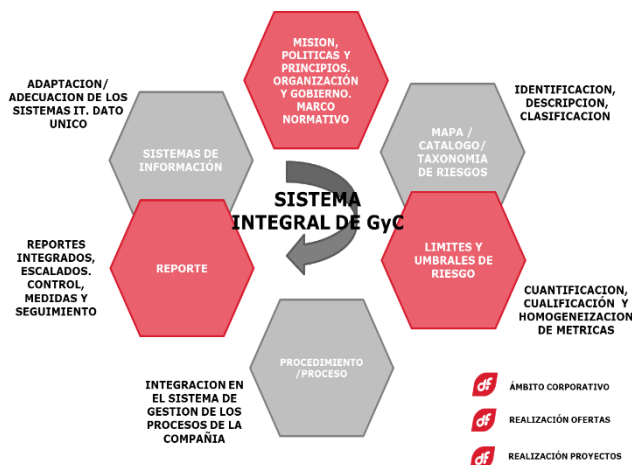 MISION,
POLITICAS Y
PRINCIPIOS.
ORGANIZACIÓN
Y GOBIERNO.
MARCO
NORMATIVO
ADAPTACION/
ADECUACION DE LOS
SISTEMAS IT. DATO
UNICO
IDENTIFICACION,
DESCRIPCION,
CLASIFICACION
SISTEMAS DE
INFORMACIÓN
MAPA /
CATALOGO/
TAXONOMIA
DE RIESGOS
SISTEMA
INTEGRAL DE GyC
REPORTES
INTEGRADOS,
ESCALADOS.
CONTROL,
MEDIDAS Y
SEGUIMIENTO
REPORTE
LIMITES Y
UMBRALES DE
RIESGO
CUANTIFICACION,
CUALIFICACIÓN Y
HOMOGENEIZACION
DE METRICAS
PROCEDIMIENTO
/PROCESO
INTEGRACION EN
EL SISTEMA DE
GESTION DE LOS
PROCESOS DE LA
COMPAÑIA
df ÁMBITO CORPORATIVO
df REALIZACIÓN OFERTAS
df REALIZACIÓN PROYECTOS